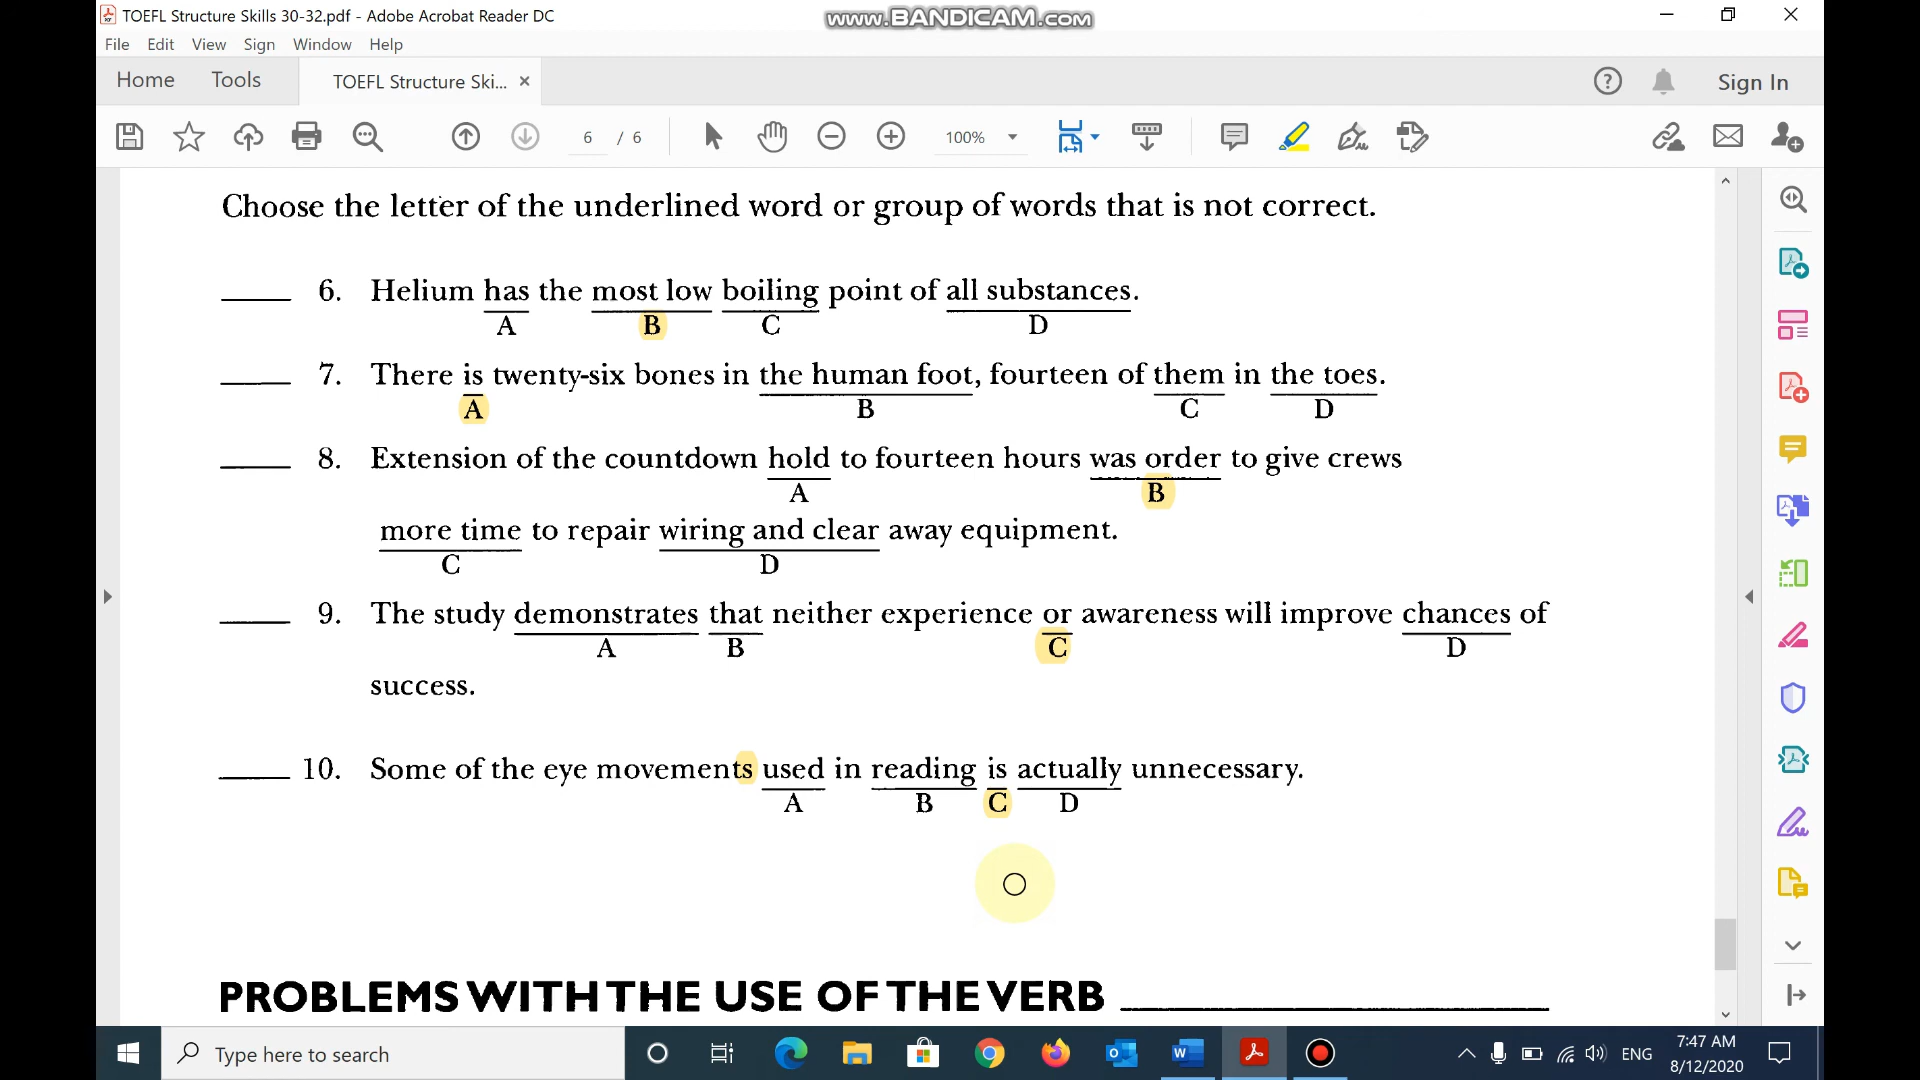 TOEFL Structure Skills 30-32.pdf - Adobe Acrobat Reader DC
www.BANDICAM.com
File Edit View Sign Window Help
Home Tools TOEFL Structure Ski... × Sign In
6 / 6 100%
Choose the letter of the underlined word or group of words that is not correct.
6. Helium has the most low boiling point of all substances.
A B C D
7. There is twenty-six bones in the human foot, fourteen of them in the toes.
A B C D
8. Extension of the countdown hold to fourteen hours was order to give crews
A B
more time to repair wiring and clear away equipment.
C D
9. The study demonstrates that neither experience or awareness will improve chances of
A B C D
success.
10. Some of the eye movements used in reading is actually unnecessary.
A B C D
PROBLEMS WITH THE USE OF THE VERB
Type here to search
ENG
7:47 AM
8/12/2020